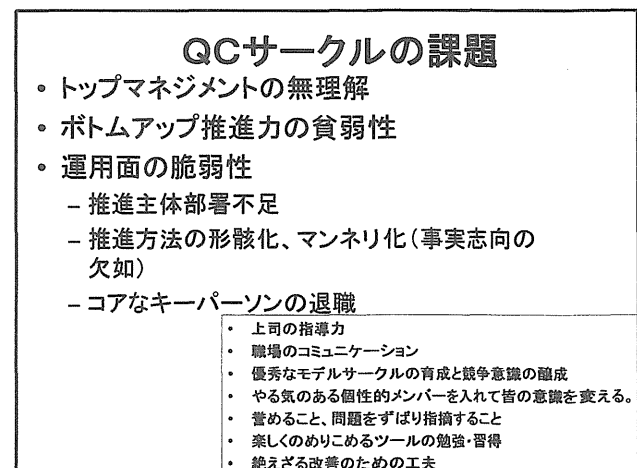 QCサークルの課題
• トップマネジメントの無理解
• ボトムアップ推進力の貧弱性
• 運用面の脆弱性
– 推進主体部署不足
– 推進方法の形骸化、マンネリ化(事実志向の
欠如)
– コアなキーパーソンの退職
• 上司の指導力
• 職場のコミュニケーション
• 優秀なモデルサークルの育成と競争意識の醸成
• やる気のある個性的メンバーを入れて皆の意識を変える。
• 誉めること、問題をずばり指摘すること
• 楽しくのめりこめるツールの勉強・習得
• 絶えざる改善のための工夫